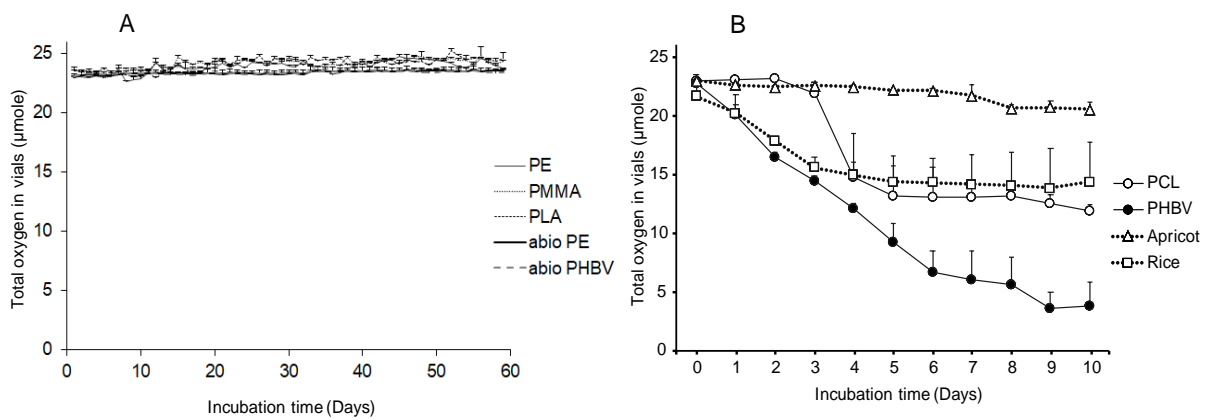 A
Total oxygen in vials (µmole)
25
20
15
10
5
0
0 10 20 30 40 50 60
Incubation time (Days)
PE
PMMA
PLA
abio PE
abio PHBV
B
Total oxygen in vials (µmole)
25
20
15
10
5
0
0 1 2 3 4 5 6 7 8 9 10
Incubation time (Days)
PCL
PHBV
Apricot
Rice